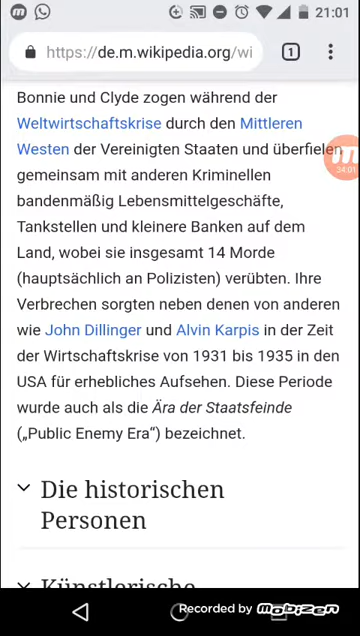 21:01
https://de.m.wikipedia.org/wi
1
Bonnie und Clyde zogen während der
Weltwirtschaftskrise durch den Mittleren
Westen der Vereinigten Staaten und überfielen
gemeinsam mit anderen Kriminellen
34:01
bandenmäßig Lebensmittelgeschäfte,
Tankstellen und kleinere Banken auf dem
Land, wobei sie insgesamt 14 Morde
(hauptsächlich an Polizisten) verübten. Ihre
Verbrechen sorgten neben denen von anderen
wie John Dillinger und Alvin Karpis in der Zeit
der Wirtschaftskrise von 1931 bis 1935 in den
USA für erhebliches Aufsehen. Diese Periode
wurde auch als die Ära der Staatsfeinde
(„Public Enemy Era“) bezeichnet.
Die historischen
Personen
Künstlerische
Recorded by Mobizen